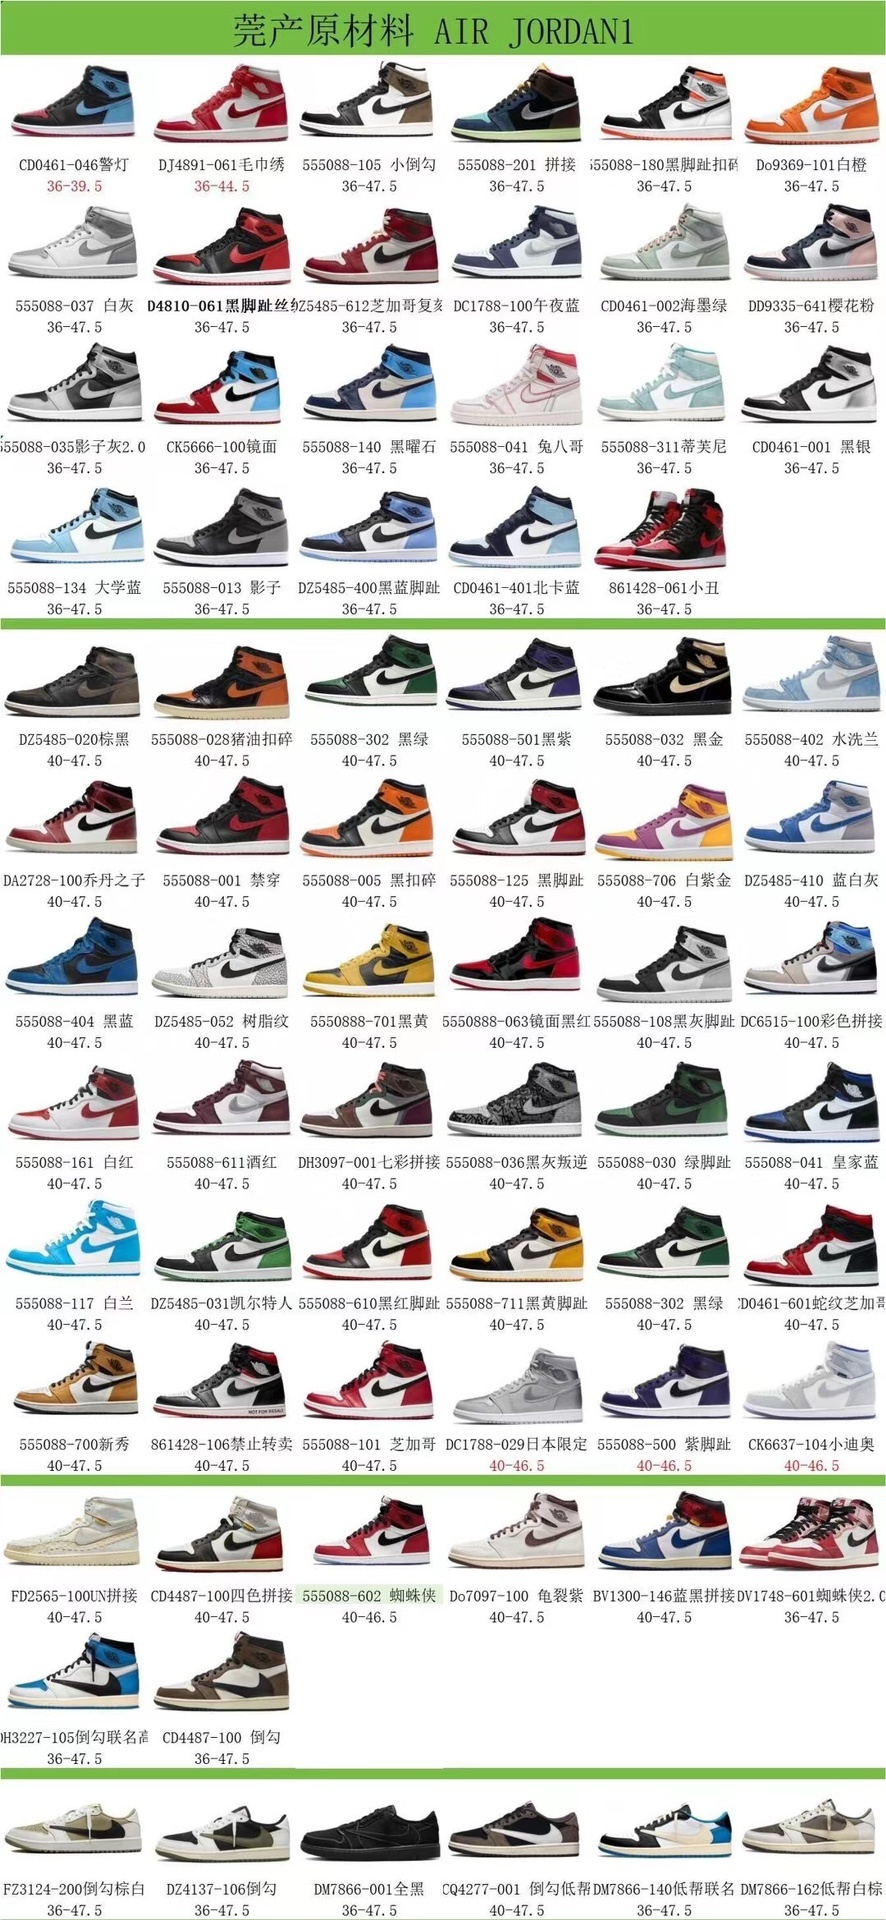 莞产原材料 AIR JORDAN1
CD0461-046警灯 DJ4891-061毛巾绣 555088-105 小倒勾 555088-201 拼接 555088-180黑脚趾扣碎 Do9369-101白橙
36-39.5 36-44.5 36-47.5 36-47.5 36-47.5 36-47.5
555088-037 白灰 D4810-061黑脚趾丝 Z5485-612芝加哥复刻 DC1788-100午夜蓝 CD0461-002海墨绿 DD9335-641樱花粉
36-47.5 36-47.5 36-47.5 36-47.5 36-47.5 36-47.5
555088-035影子灰2.0 CK5666-100镜面 555088-140 黑曜石 555088-041 兔八哥 555088-311蒂芙尼 CD0461-001 黑银
36-47.5 36-47.5 36-47.5 36-47.5 36-47.5 36-47.5
555088-134 大学蓝 555088-013 影子 DZ5485-400黑蓝脚趾 CD0461-401北卡蓝 861428-061小丑
36-47.5 36-47.5 36-47.5 36-47.5 36-47.5
DZ5485-020棕黑 555088-028猪油扣碎 555088-302 黑绿 555088-501黑紫 555088-032 黑金 555088-402 水洗兰
40-47.5 40-47.5 40-47.5 40-47.5 40-47.5 40-47.5
DA2728-100乔丹之子 555088-001 禁穿 555088-005 黑扣碎 555088-125 黑脚趾 555088-706 白紫金 DZ5485-410 蓝白灰
40-47.5 40-47.5 40-47.5 40-47.5 40-47.5 40-47.5
555088-404 黑蓝 DZ5485-052 树脂纹 5550888-701黑黄 5550888-063镜面黑红 555088-108黑灰脚趾 DC6515-100彩色拼接
40-47.5 40-47.5 40-47.5 40-47.5 40-47.5 40-47.5
555088-161 白红 555088-611酒红 DH3097-001七彩拼接 555088-036黑灰叛逆 555088-030 绿脚趾 555088-041 皇家蓝
40-47.5 40-47.5 40-47.5 40-47.5 40-47.5 40-47.5
555088-117 白兰 DZ5485-031凯尔特人 555088-610黑红脚趾 555088-711黑黄脚趾 555088-302 黑绿 CD0461-601蛇纹芝加哥
40-47.5 40-47.5 40-47.5 40-47.5 40-47.5 40-47.5
NOT FOR RESALE
555088-700新秀 861428-106禁止转卖 555088-101 芝加哥 DC1788-029日本限定 555088-500 紫脚趾 CK6637-104小迪奥
40-47.5 40-47.5 40-47.5 40-46.5 40-46.5 40-46.5
FD2565-100UN拼接 CD4487-100四色拼接 555088-602 蜘蛛侠 Do7097-100 龟裂紫 BV1300-146蓝黑拼接 DV1748-601蜘蛛侠2.0
40-47.5 40-47.5 40-46.5 40-47.5 40-47.5 36-47.5
DH3227-105倒勾联名高 CD4487-100 倒勾
36-47.5 36-47.5
FZ3124-200倒勾棕白 DZ4137-106倒勾 DM7866-001全黑 CQ4277-001 倒勾低帮 DM7866-140低帮联名 DM7866-162低帮白棕
36-47.5 36-47.5 36-47.5 40-47.5 36-47.5 36-47.5